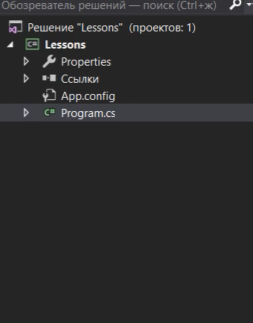 Обозреватель решений — поиск (Ctrl+ж)
Решение "Lessons" (проектов: 1)
C# Lessons
Properties
Ссылки
App.config
C# Program.cs